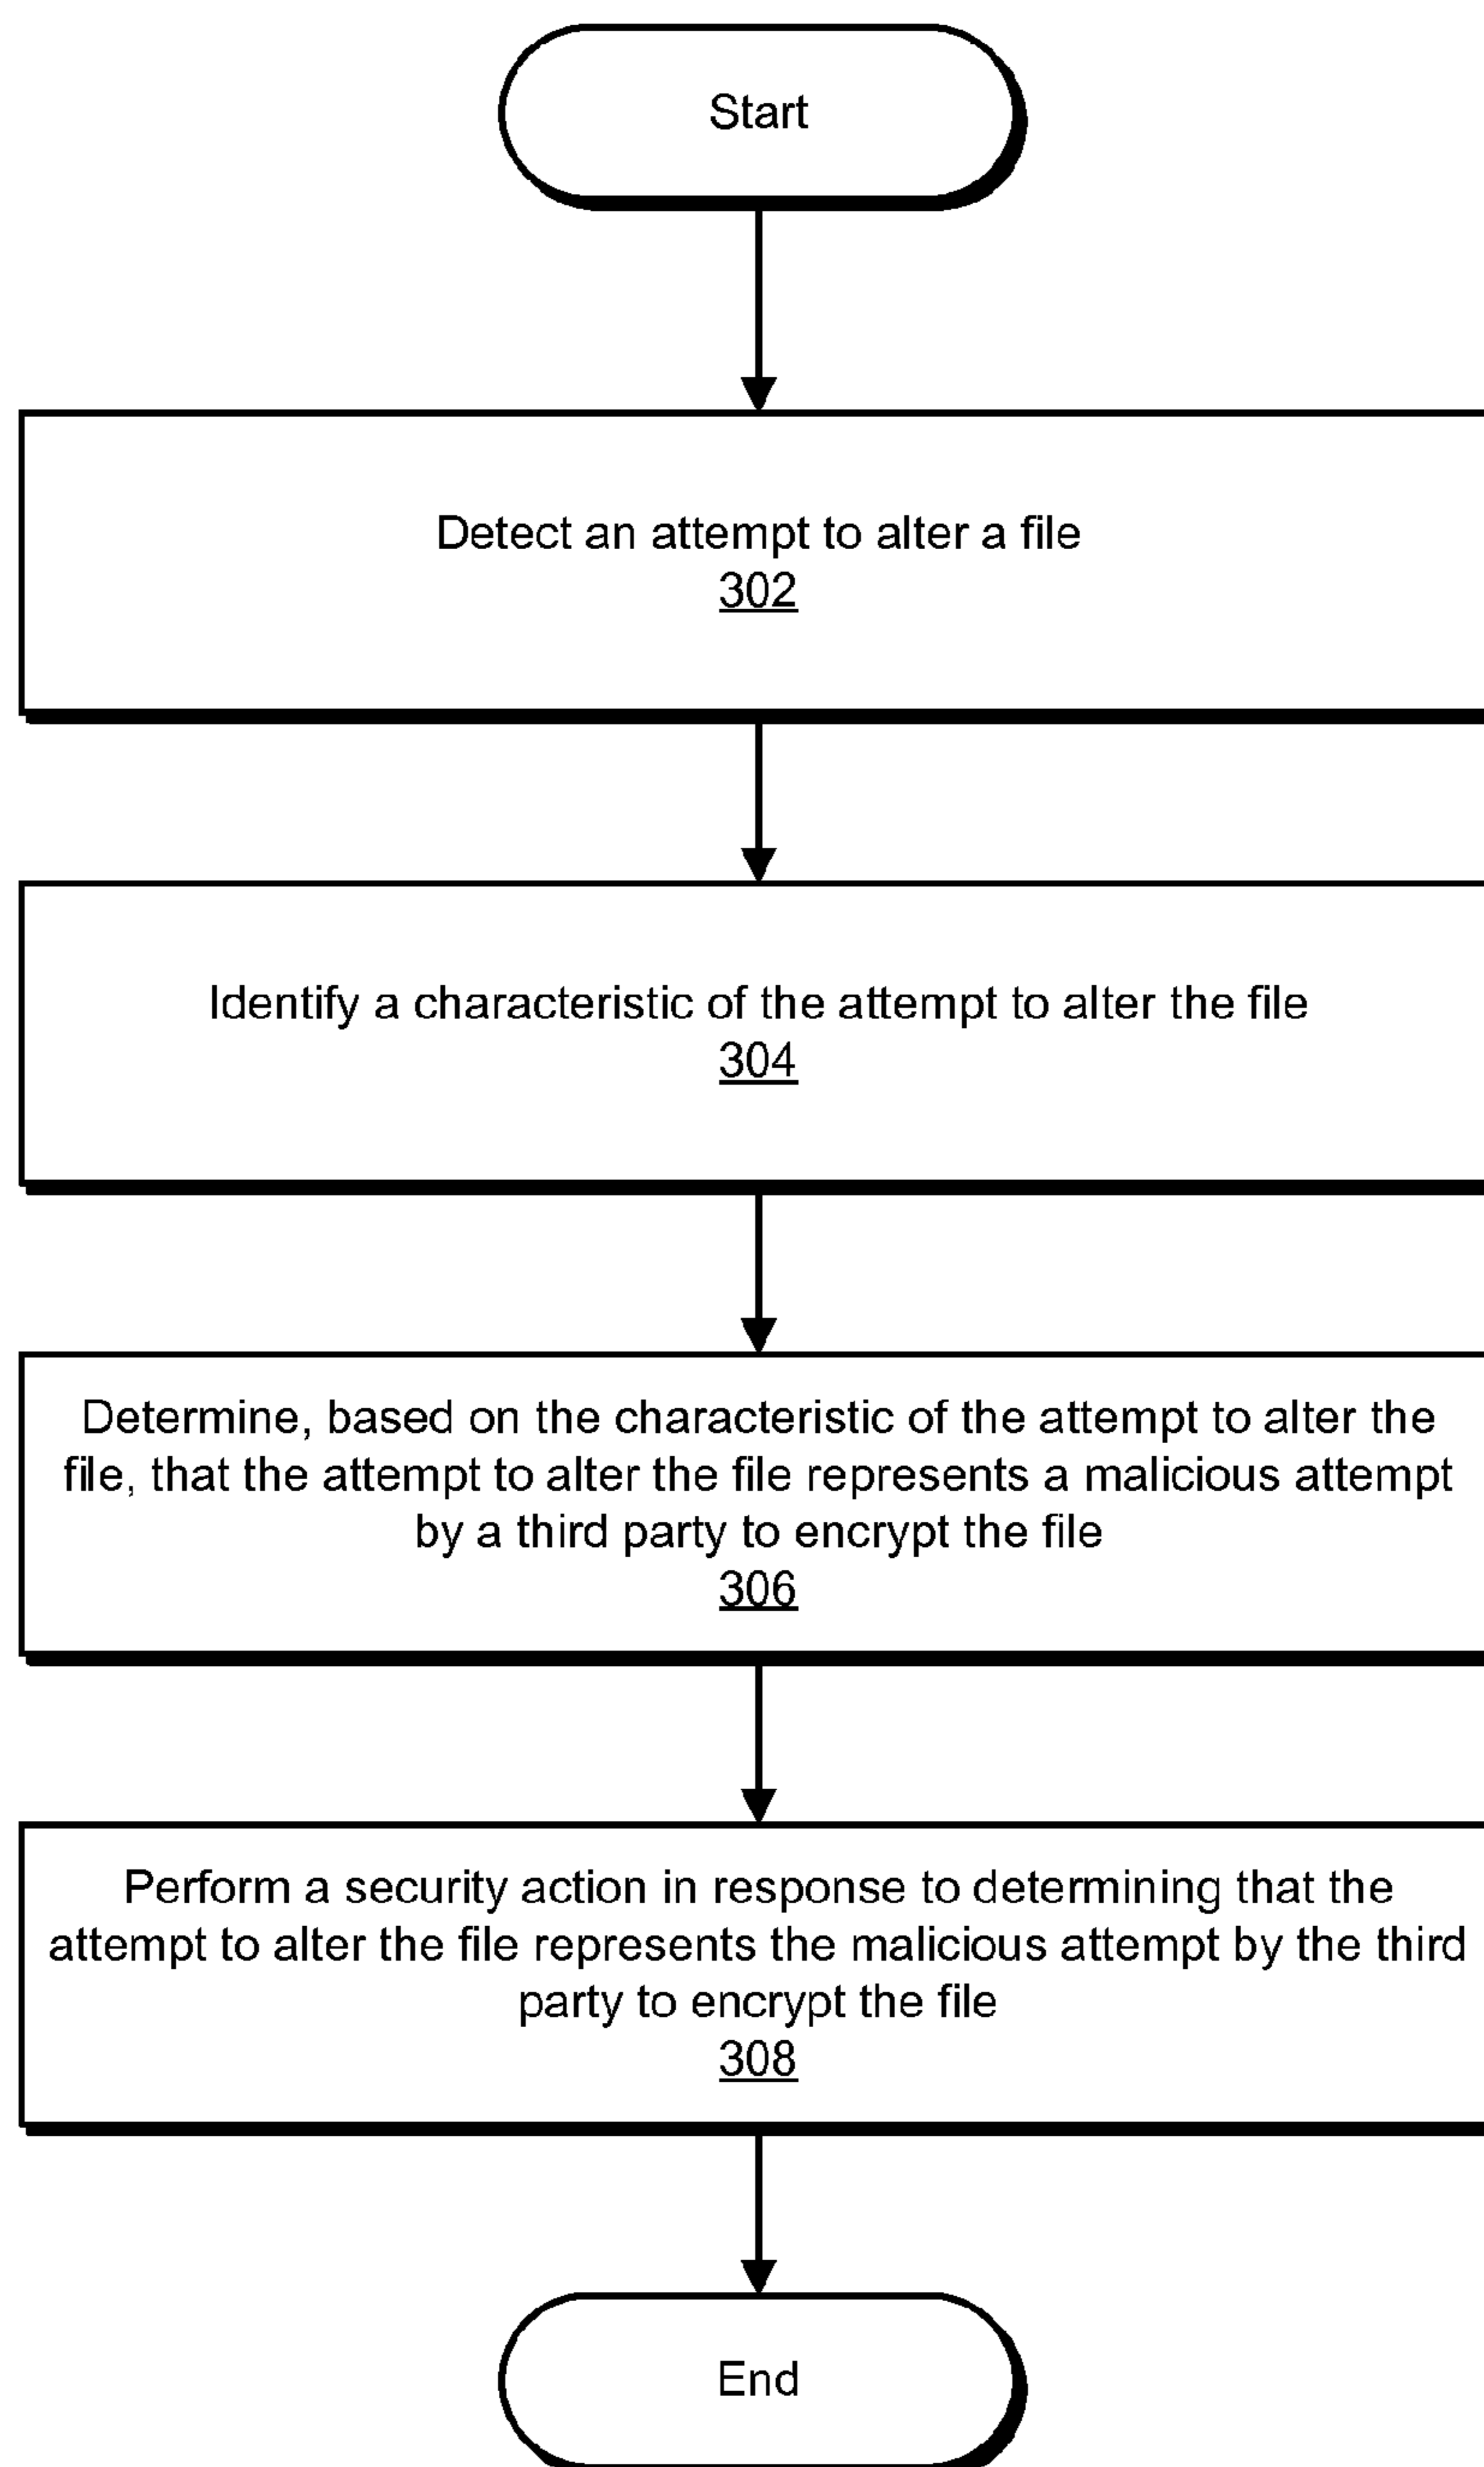 Start
Detect an attempt to alter a file
302
Identify a characteristic of the attempt to alter the file
304
Determine, based on the characteristic of the attempt to alter the
file, that the attempt to alter the file represents a malicious attempt
by a third party to encrypt the file
306
Perform a security action in response to determining that the
attempt to alter the file represents the malicious attempt by the third
party to encrypt the file
308
End